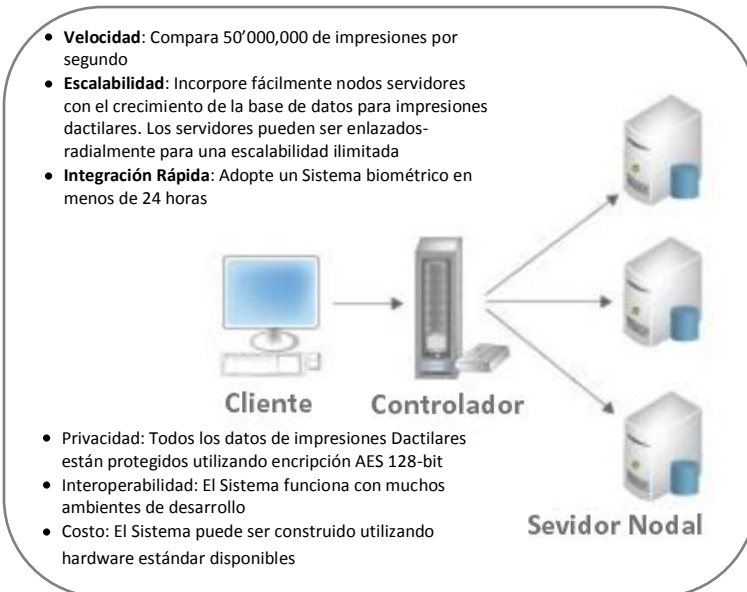 • Velocidad: Compara 50’000,000 de impresiones por
segundo
• Escalabilidad: Incorpore fácilmente nodos servidores
con el crecimiento de la base de datos para impresiones
dactilares. Los servidores pueden ser enlazados-
radialmente para una escalabilidad ilimitada
• Integración Rápida: Adopte un Sistema biométrico en
menos de 24 horas
Cliente
Controlador
• Privacidad: Todos los datos de impresiones Dactilares
están protegidos utilizando encripción AES 128-bit
• Interoperabilidad: El Sistema funciona con muchos
ambientes de desarrollo
• Costo: El Sistema puede ser construido utilizando
hardware estándar disponibles
Sevidor Nodal